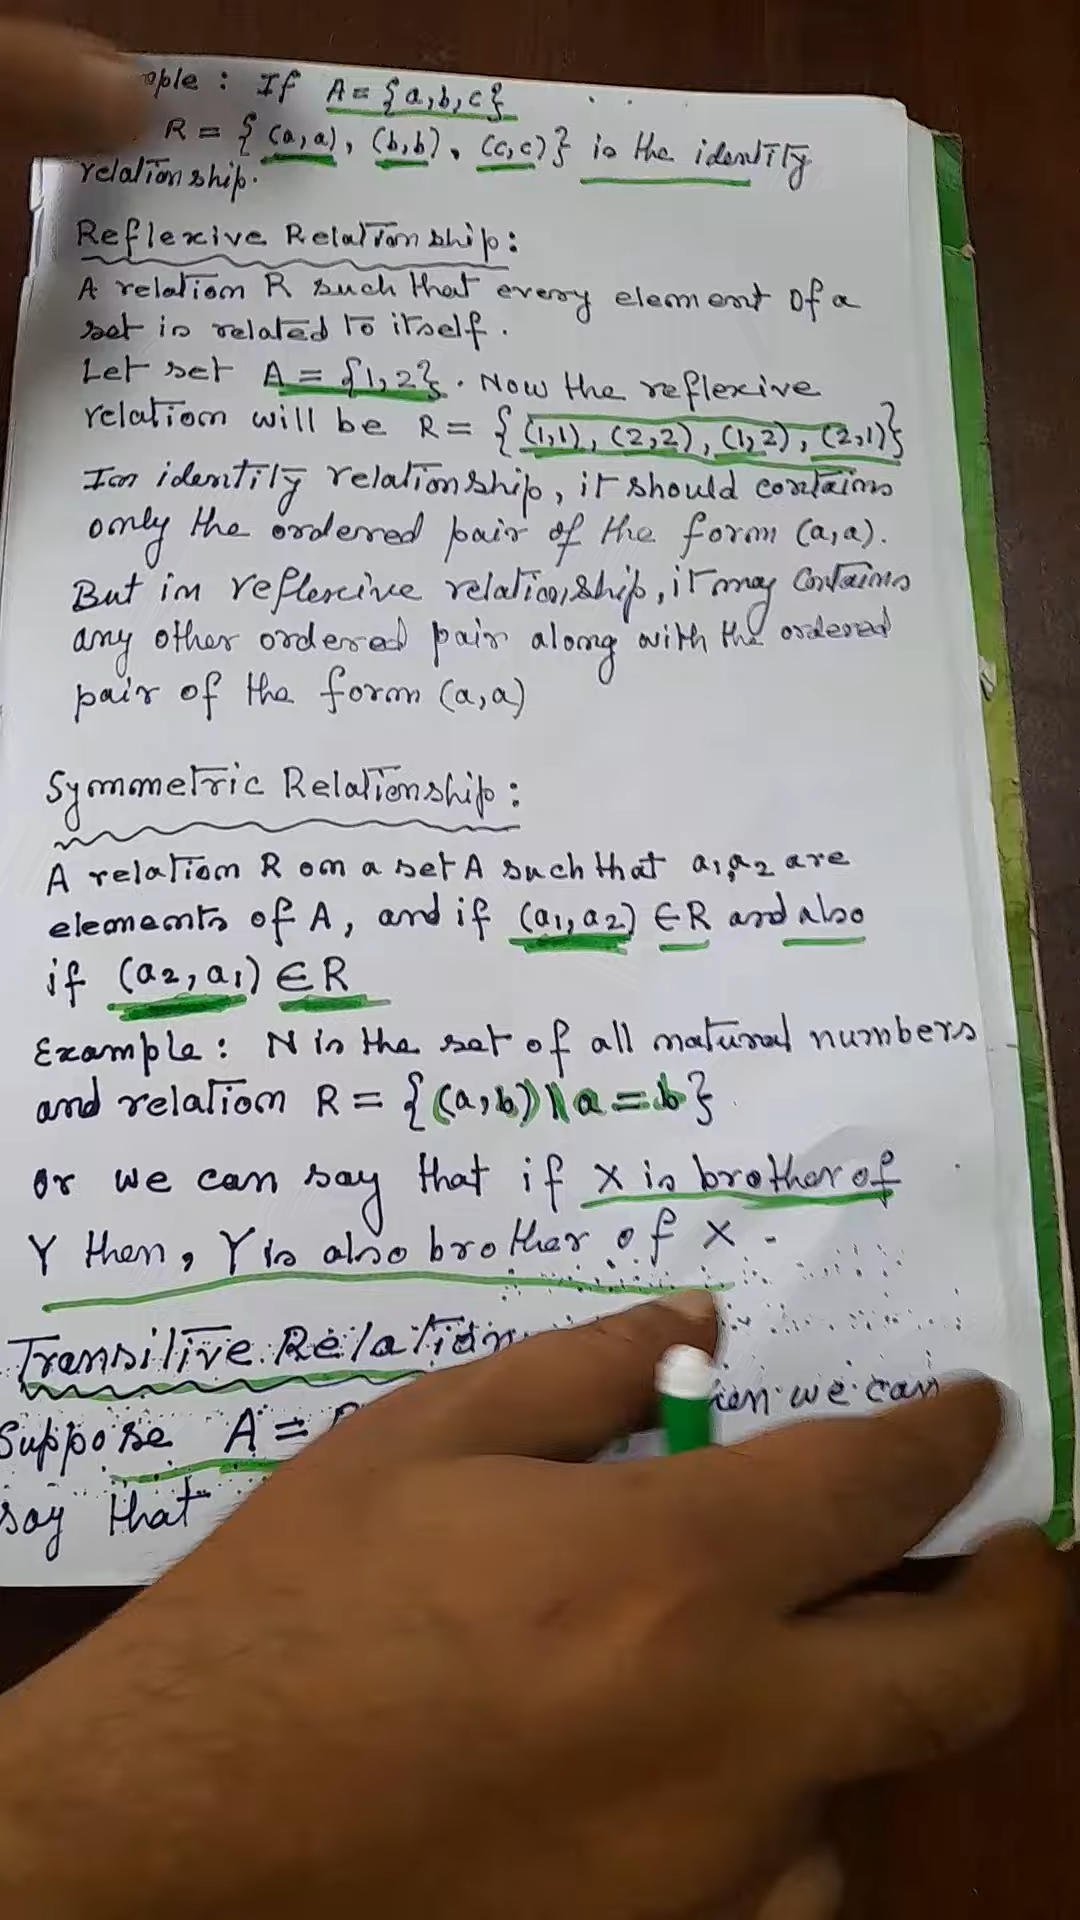 ople : If A = {a,b,c}
R = { (a,a), (b,b), (c,c)} is the identity
relationship.
Reflexive Relationship:
A relation R such that every element of a
set is related to itself.
Let set A = {1,2}. Now the reflexive
relation will be R = {(1,1), (2,2), (1,2), (2,1)}
In identity relationship, it should contains
only the ordered pair of the form (a,a).
But in reflexive relationship, it may contains
any other ordered pair along with the ordered
pair of the form (a,a)
Symmetric Relationship:
A relation R on a set A such that a1,a2 are
elements of A, and if (a1,a2) ∈R and also
if (a2,a1) ∈R
Example: N is the set of all natural numbers
and relation R = {(a,b) | a = b}
or we can say that if X is brother of
Y then, Y is also brother of X.
Transitive Relation
Suppose A = we can
say that